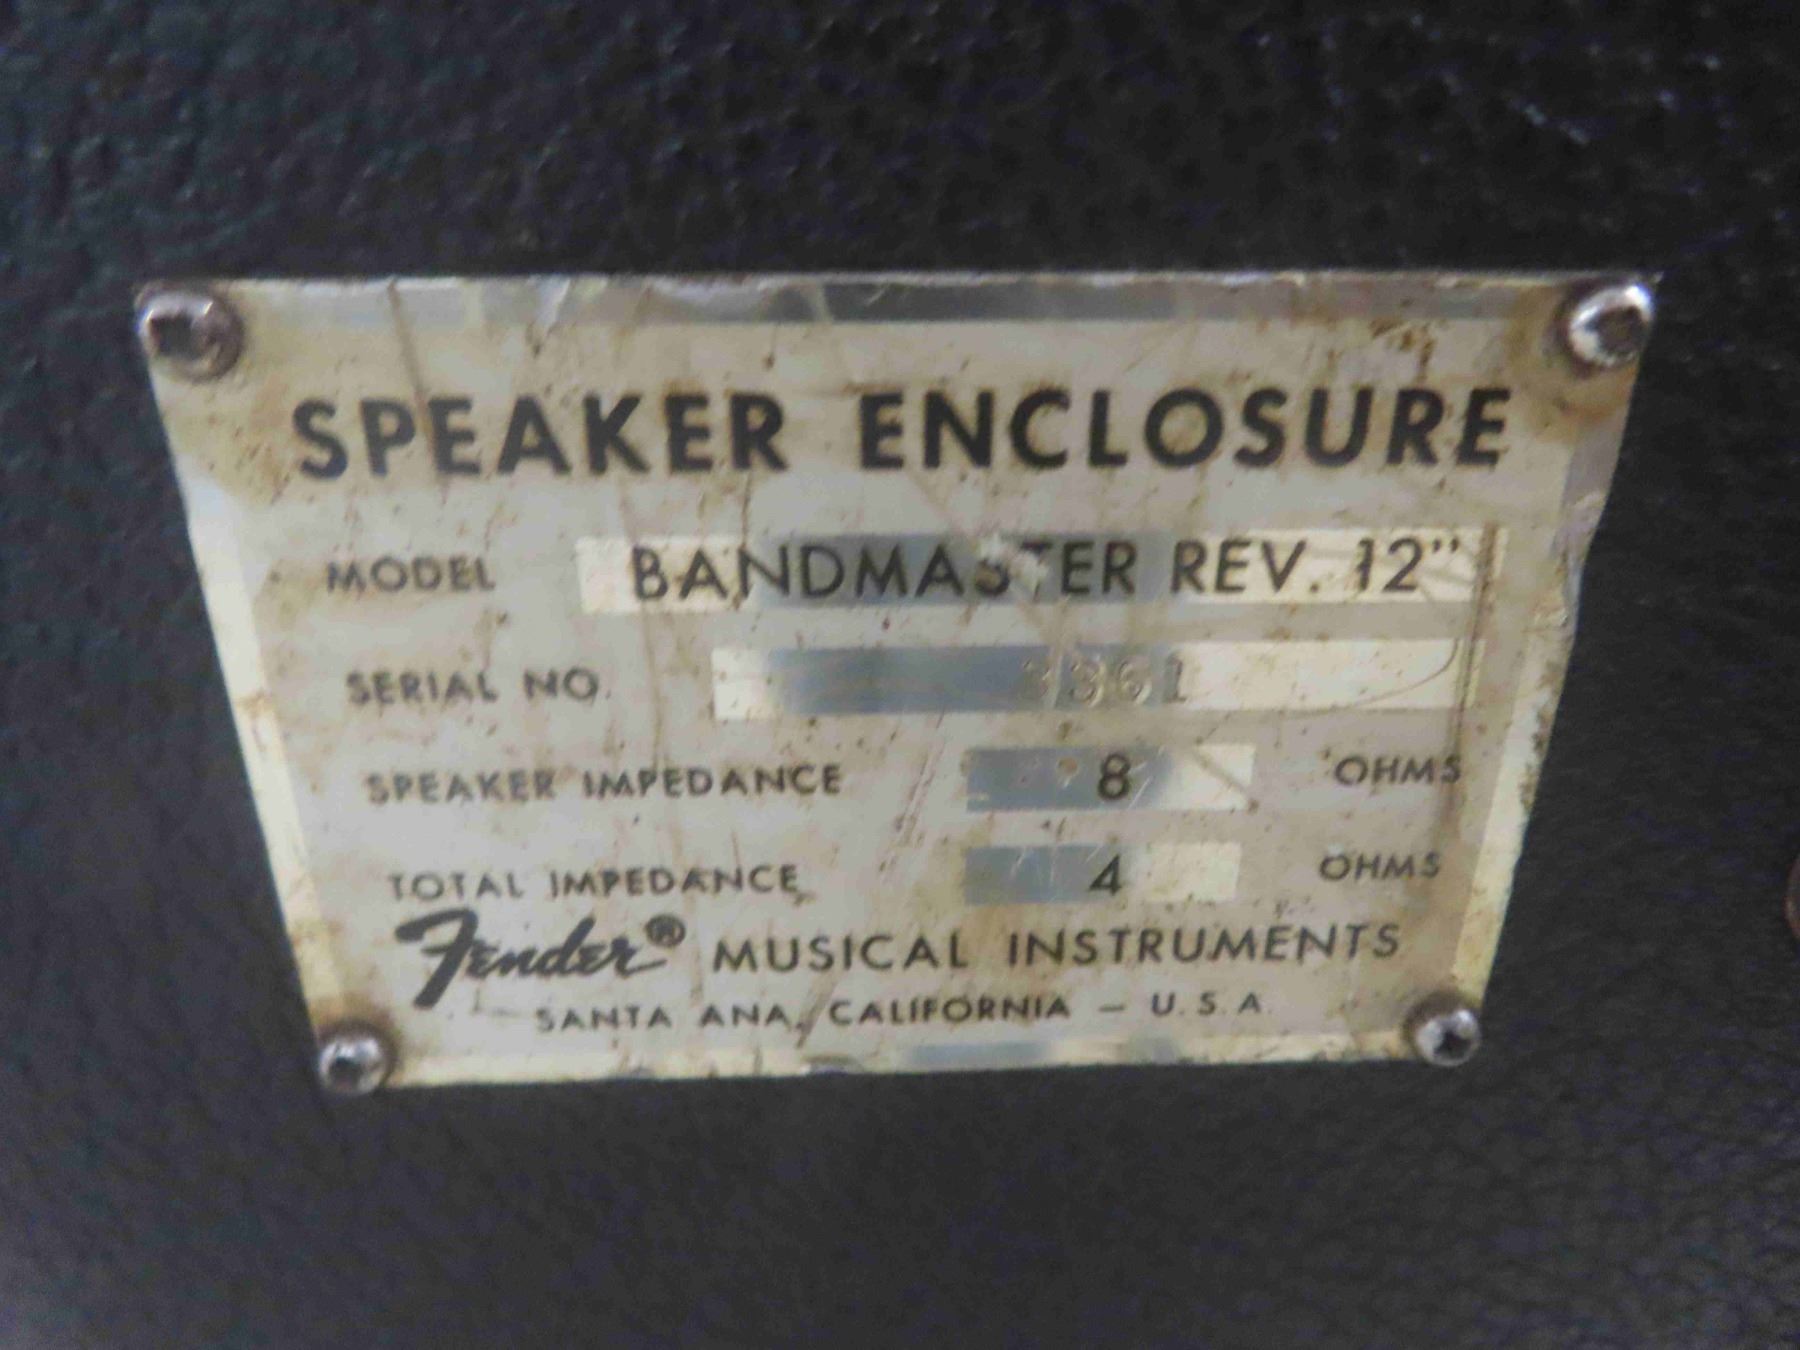 SPEAKER ENCLOSURE
MODEL BANDMASTER REV. 12"
SERIAL NO. 3361
SPEAKER IMPEDANCE 8 OHMS
TOTAL IMPEDANCE 4 OHMS
Fender® MUSICAL INSTRUMENTS
SANTA ANA, CALIFORNIA – U.S.A.